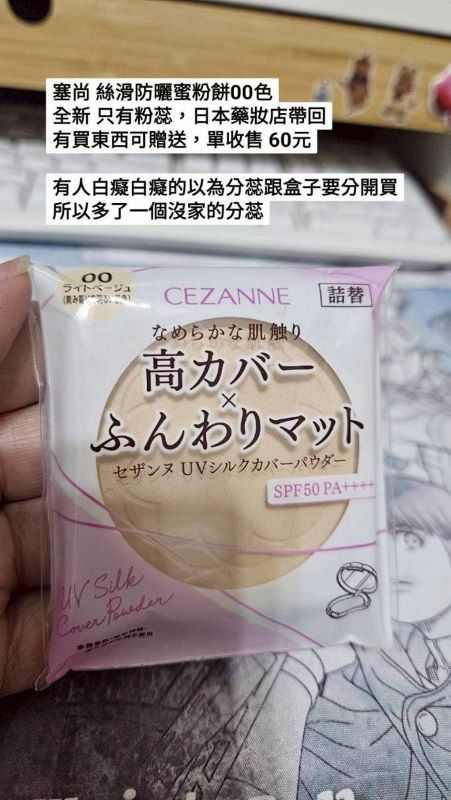 塞尚 絲滑防曬蜜粉餅00色
全新 只有粉蕊，日本藥妝店帶回
有買東西可贈送，單收售 60元
有人白癡白癡的以為分蕊跟盒子要分開買
所以多了一個沒家的分蕊
00
ライトベージュ
CEZANNE
詰替
なめらかな肌触り
高カバー
×
ふんわりマット
セザンヌ UVシルクカバーパウダー
SPF50 PA++++
UV Silk
Cover Powder